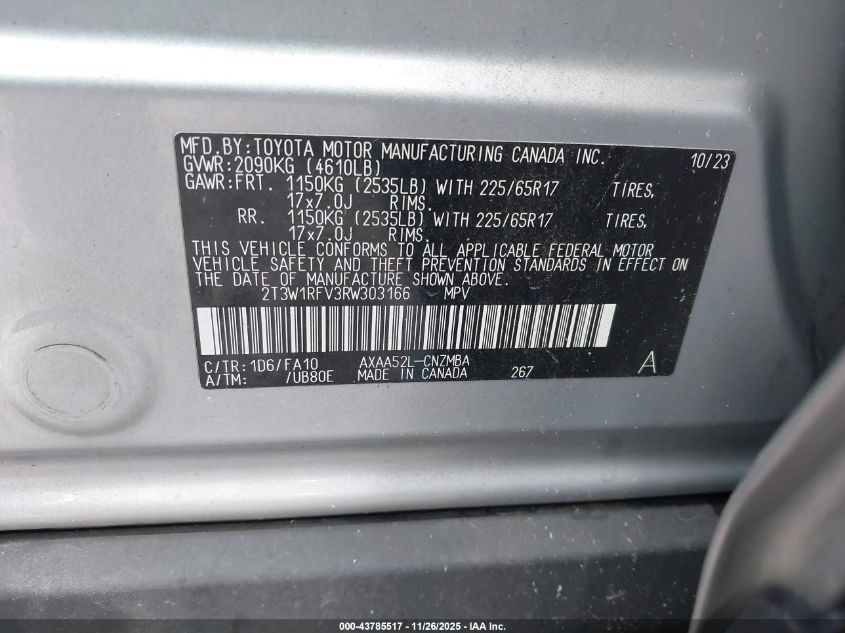 MFD.BY:TOYOTA MOTOR MANUFACTURING CANADA INC. 10/23
GVWR:2090KG (4610LB)
GAWR:FRT. 1150KG (2535LB) WITH 225/65R17 TIRES,
17x7.0J RIMS.
RR. 1150KG (2535LB) WITH 225/65R17 TIRES,
17x7.0J RIMS.
THIS VEHICLE CONFORMS TO ALL APPLICABLE FEDERAL MOTOR
VEHICLE SAFETY AND THEFT PREVENTION STANDARDS IN EFFECT ON
THE DATE OF MANUFACTURE SHOWN ABOVE.
2T3W1RFV3RW303166 MPV
C/TR:1D6/FA10 AXAA52L-CNZMBA
A/TM: /UB80E MADE IN CANADA 267 A
000-43785517 - 11/26/2025 - IAA Inc.